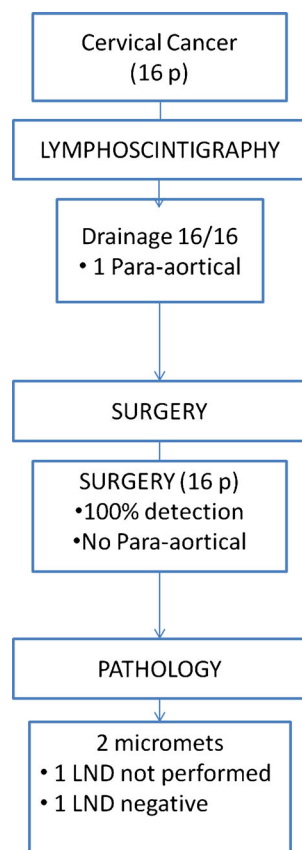 Cervical Cancer
(16 p)
LYMPHOSCINTIGRAPHY
Drainage 16/16
• 1 Para-aortical
SURGERY
SURGERY (16 p)
•100% detection
•No Para-aortical
PATHOLOGY
2 micromets
• 1 LND not performed
• 1 LND negative